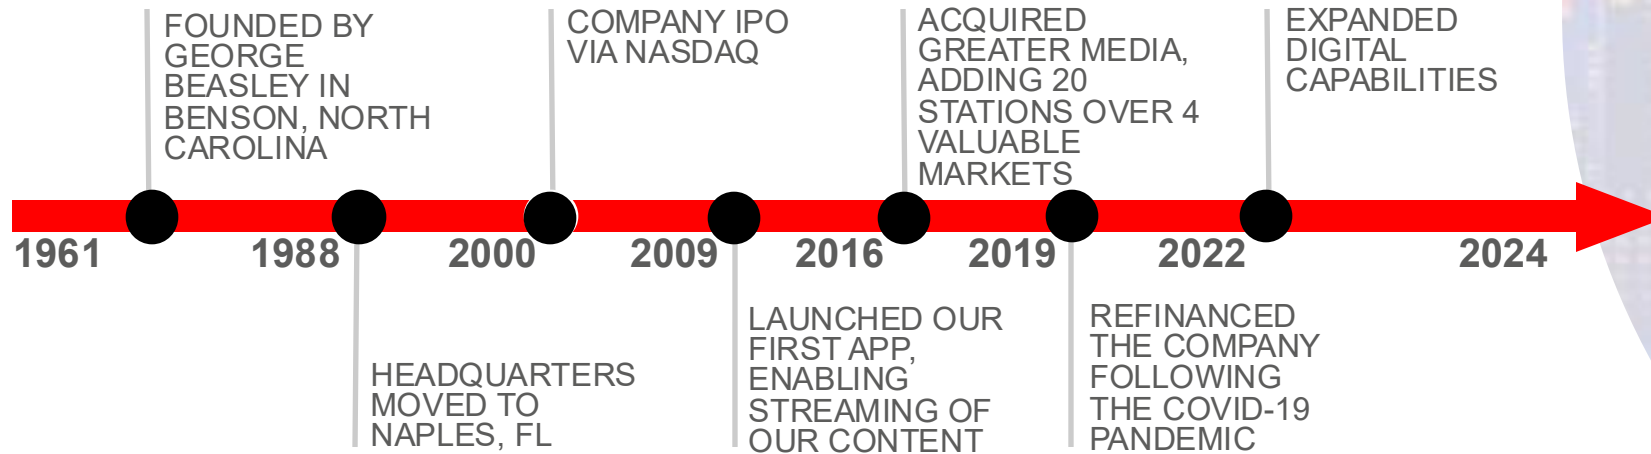 FOUNDED BY
GEORGE
BEASLEY IN
BENSON, NORTH
CAROLINA
COMPANY IPO
VIA NASDAQ
ACQUIRED
GREATER MEDIA,
ADDING 20
STATIONS OVER 4
VALUABLE
MARKETS
EXPANDED
DIGITAL
CAPABILITIES
1961 1988 2000 2009 2016 2019 2022 2024
HEADQUARTERS
MOVED TO
NAPLES, FL
LAUNCHED OUR
FIRST APP,
ENABLING
STREAMING OF
OUR CONTENT
REFINANCED
THE COMPANY
FOLLOWING
THE COVID-19
PANDEMIC